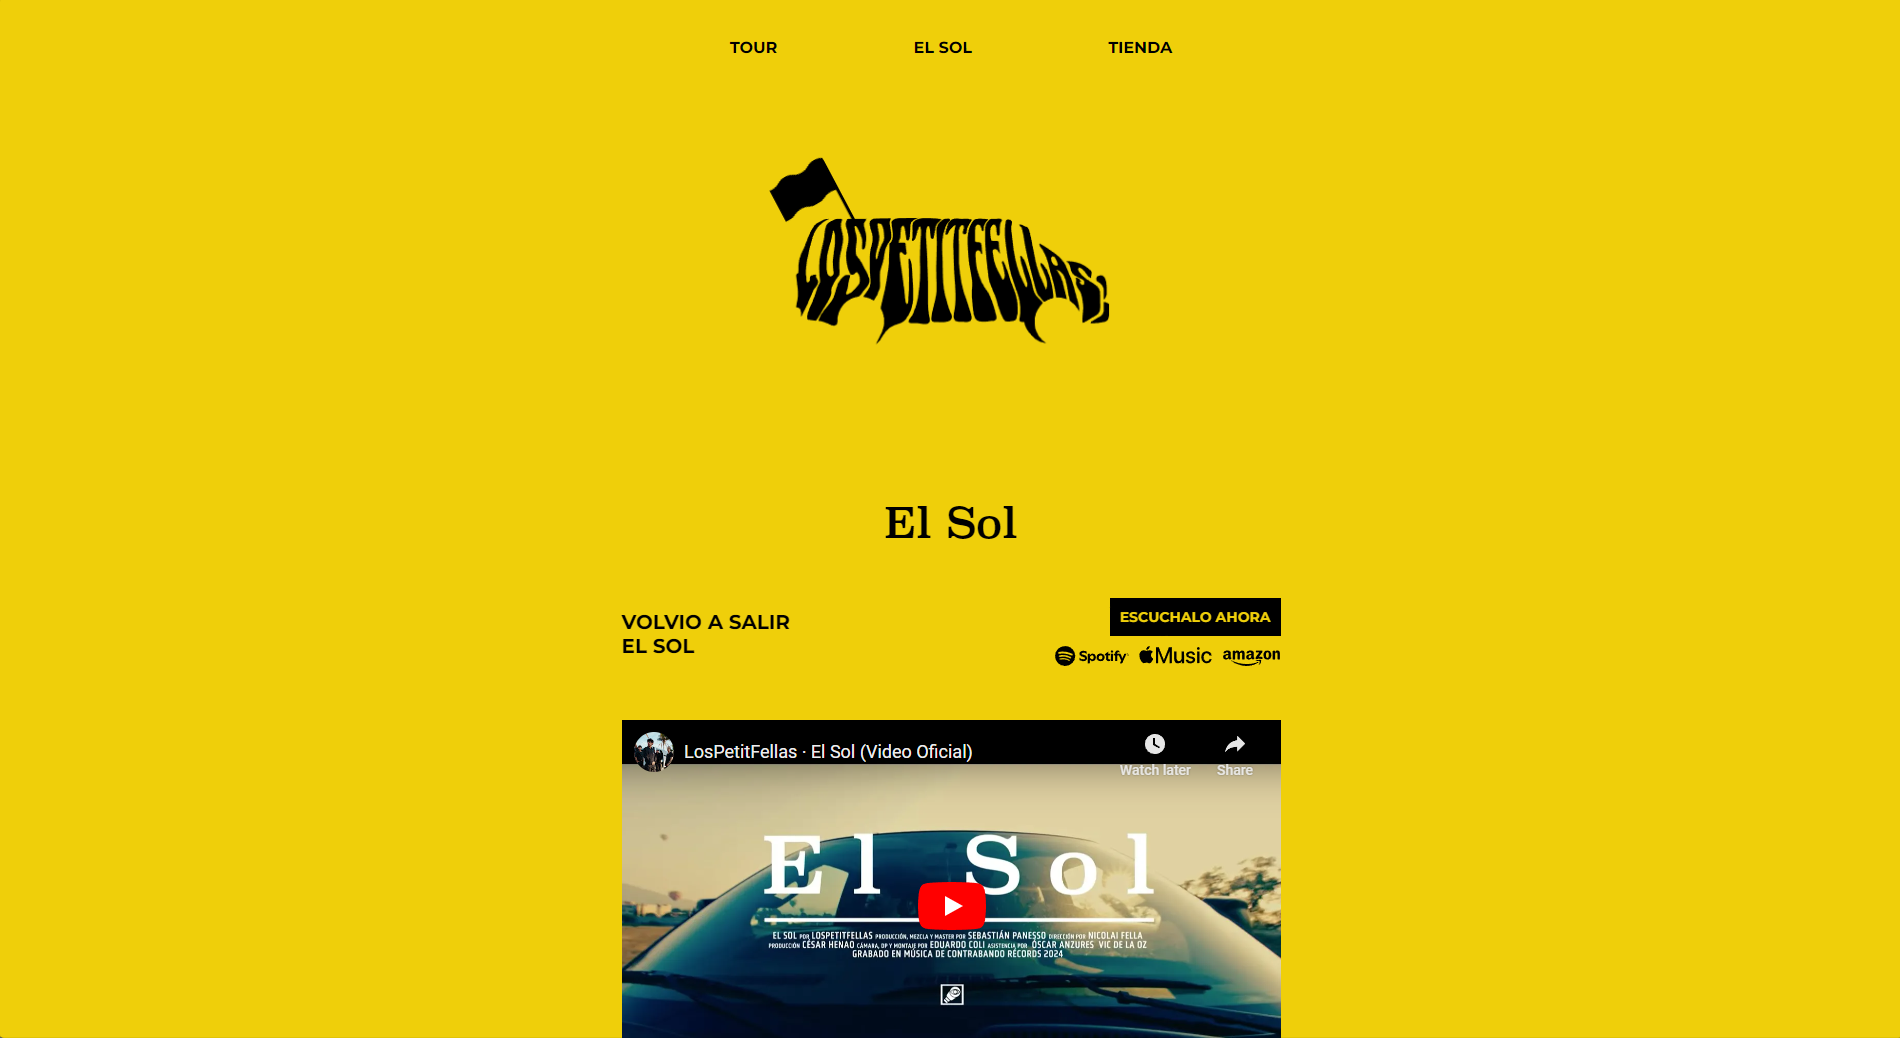 TOUR EL SOL TIENDA
LOSPETITFELLAS
El Sol
VOLVIO A SALIR
EL SOL
ESCUCHALO AHORA
Spotify Music amazon
LosPetitFellas · El Sol (Video Oficial)
Watch later Share
El Sol
EL SOL POR LOSPETITFELLAS PRODUCCIÓN, MEZCLA Y MASTER POR SEBASTIÁN PANESSO DIRECCIÓN POR NICOLAI FELLA
PRODUCCIÓN CÉSAR HENAO CÁMARA, DP Y MONTAJE POR EDUARDO COLI ASISTENCIA POR ÓSCAR ANZURES VIC DE LA OZ
GRABADO EN MÚSICA DE CONTRABANDO RÉCORDS 2024